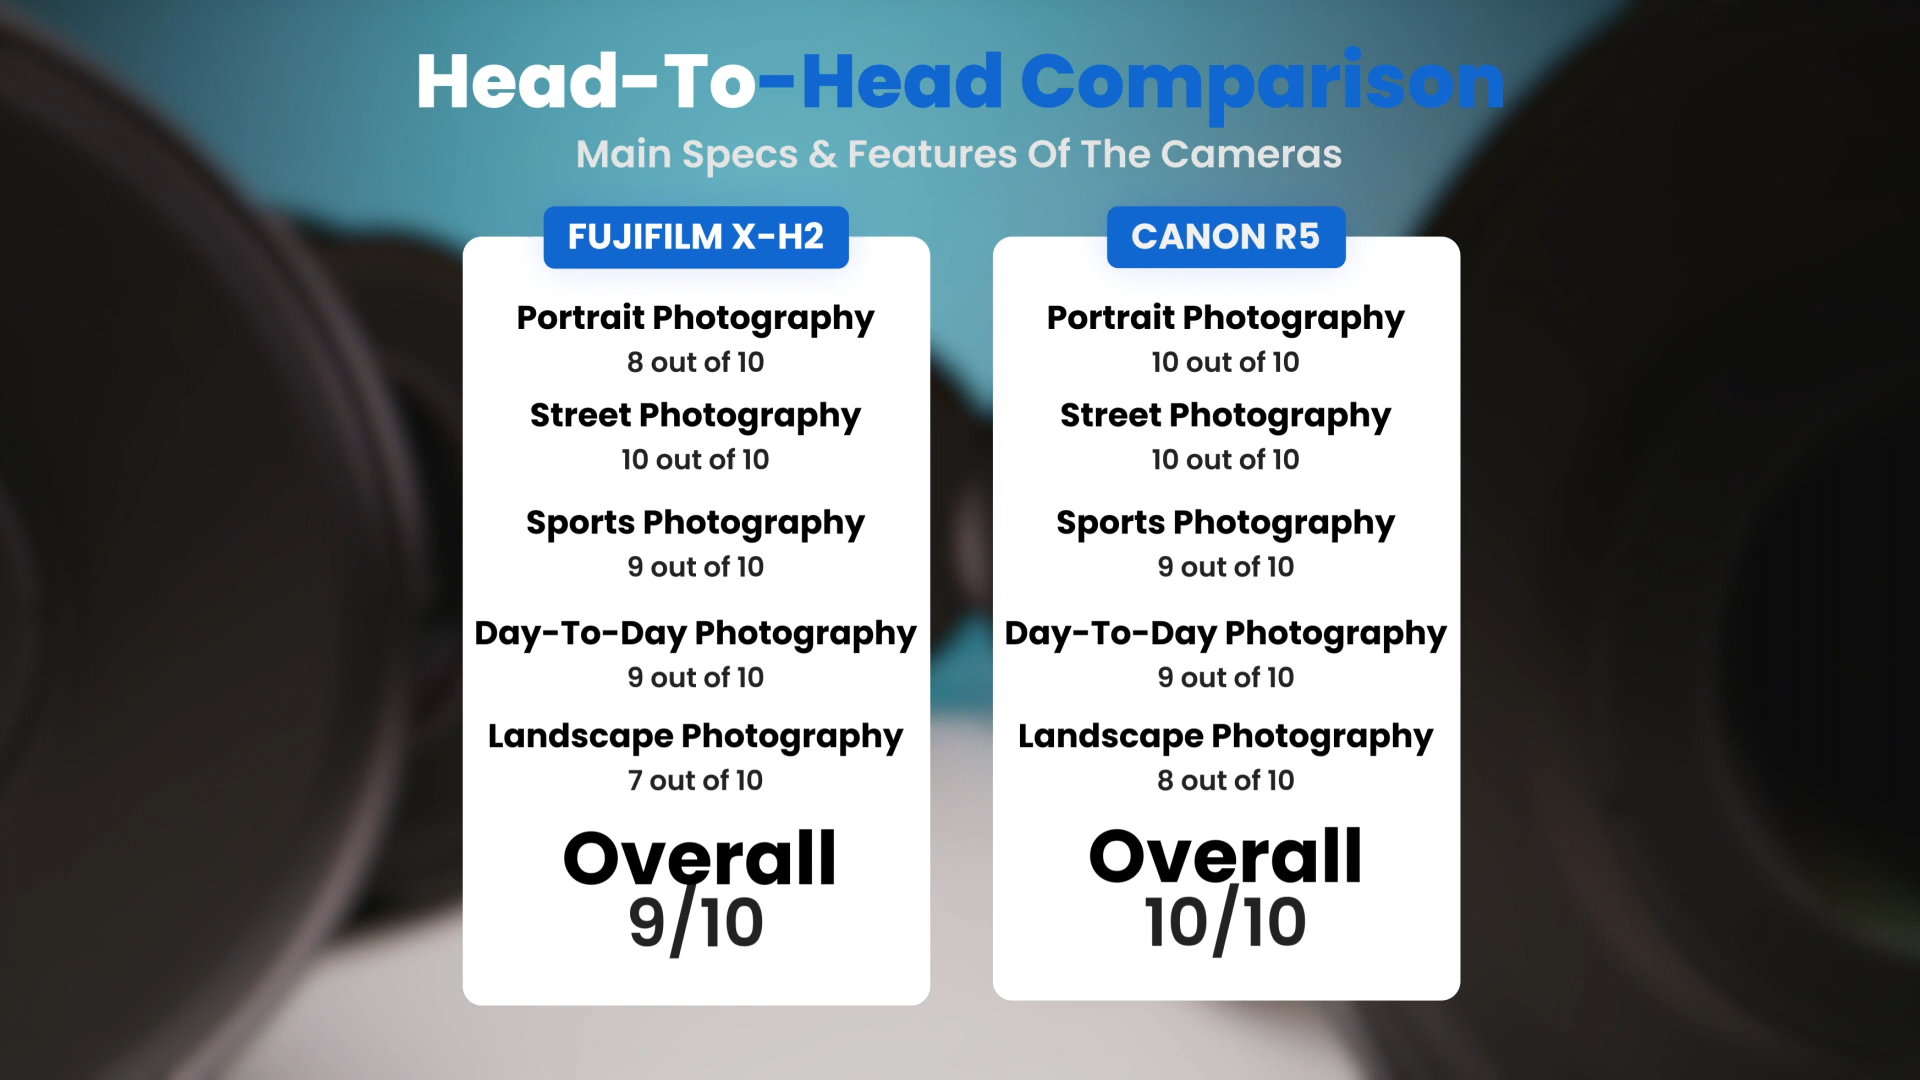 Head-To-Head Comparison
Main Specs & Features Of The Cameras
FUJIFILM X-H2
Portrait Photography
8 out of 10
Street Photography
10 out of 10
Sports Photography
9 out of 10
Day-To-Day Photography
9 out of 10
Landscape Photography
7 out of 10
Overall
9/10
CANON R5
Portrait Photography
10 out of 10
Street Photography
10 out of 10
Sports Photography
9 out of 10
Day-To-Day Photography
9 out of 10
Landscape Photography
8 out of 10
Overall
10/10